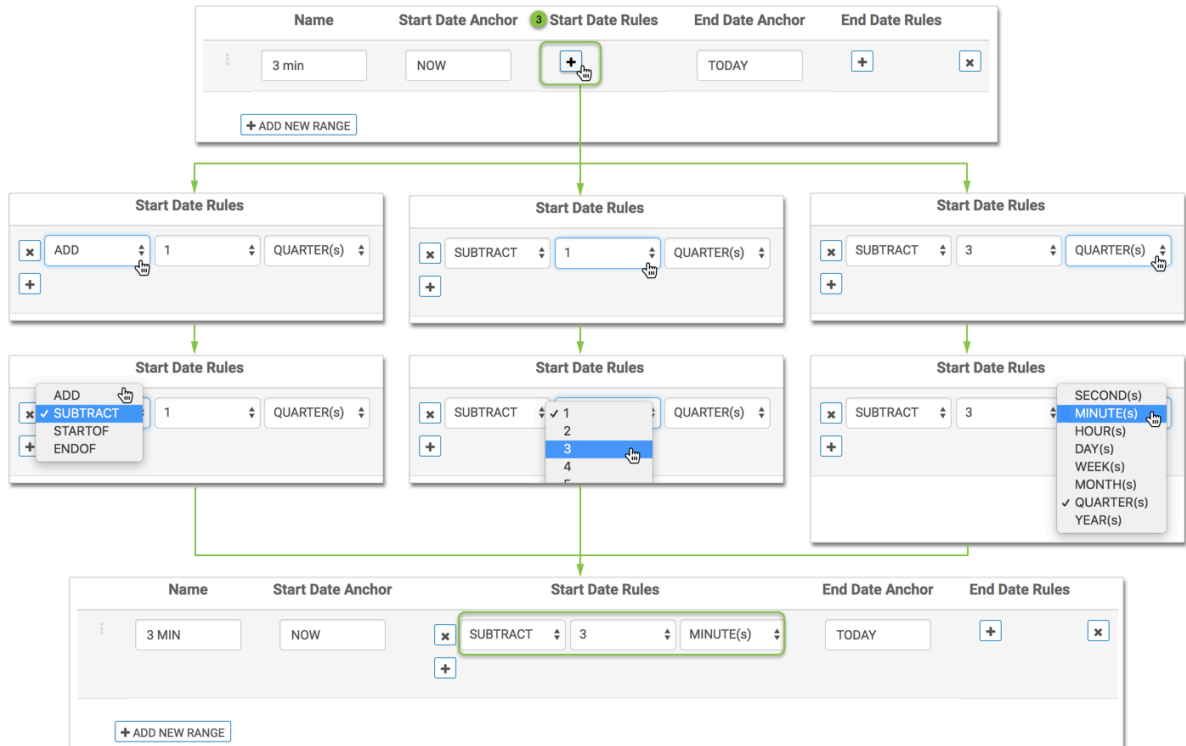 Name Start Date Anchor 3 Start Date Rules End Date Anchor End Date Rules
3 min NOW + TODAY + x
+ ADD NEW RANGE
Start Date Rules
x ADD 1 QUARTER(s)
+
Start Date Rules
x SUBTRACT 1 QUARTER(s)
+
Start Date Rules
x SUBTRACT 3 QUARTER(s)
+
Start Date Rules
ADD
x ✓ SUBTRACT 1 QUARTER(s)
STARTOF
+ ENDOF
Start Date Rules
x SUBTRACT ✓ 1 QUARTER(s)
2
+ 3
4
Start Date Rules
SECOND(s)
x SUBTRACT 3 MINUTE(s)
HOUR(s)
+ DAY(s)
WEEK(s)
MONTH(s)
✓ QUARTER(s)
YEAR(s)
Name Start Date Anchor Start Date Rules End Date Anchor End Date Rules
3 MIN NOW x SUBTRACT 3 MINUTE(s) TODAY + x
+
+ ADD NEW RANGE